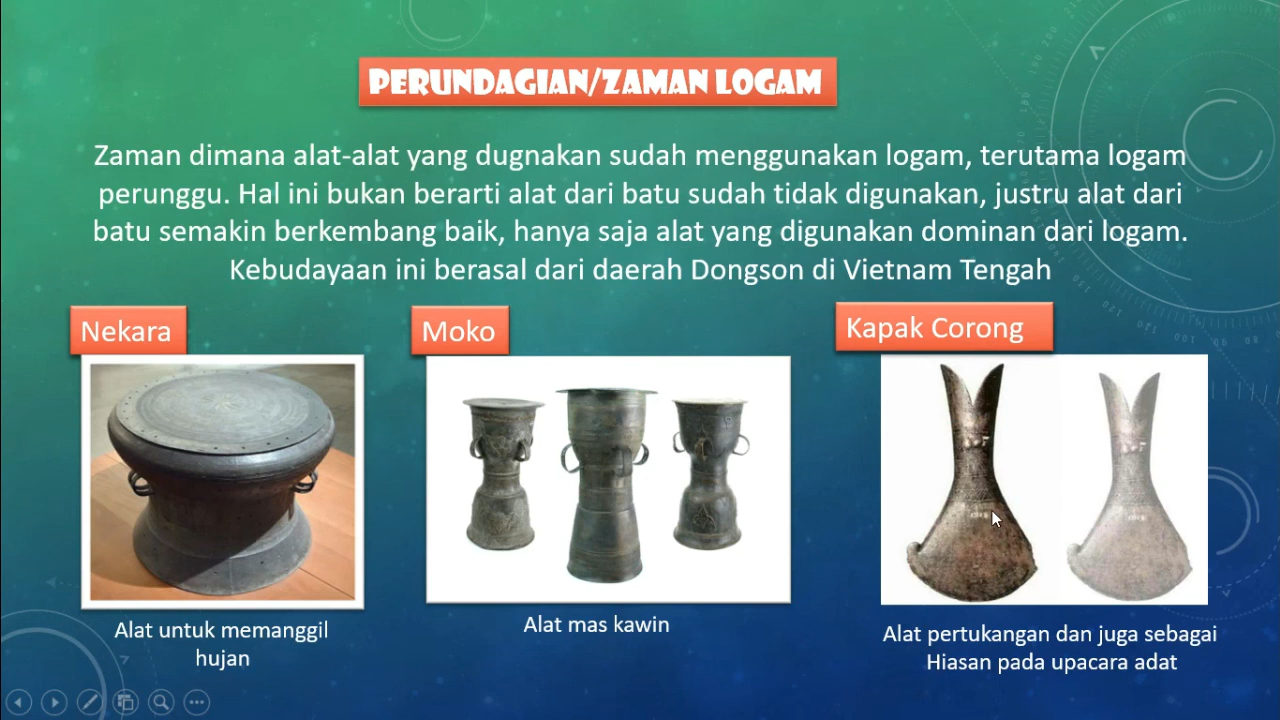 PERUNDAGIAN/ZAMAN LOGAM
Zaman dimana alat-alat yang dugnakan sudah menggunakan logam, terutama logam
perunggu. Hal ini bukan berarti alat dari batu sudah tidak digunakan, justru alat dari
batu semakin berkembang baik, hanya saja alat yang digunakan dominan dari logam.
Kebudayaan ini berasal dari daerah Dongson di Vietnam Tengah
Nekara
Moko
Kapak Corong
Alat untuk memanggil
hujan
Alat mas kawin
Alat pertukangan dan juga sebagai
Hiasan pada upacara adat